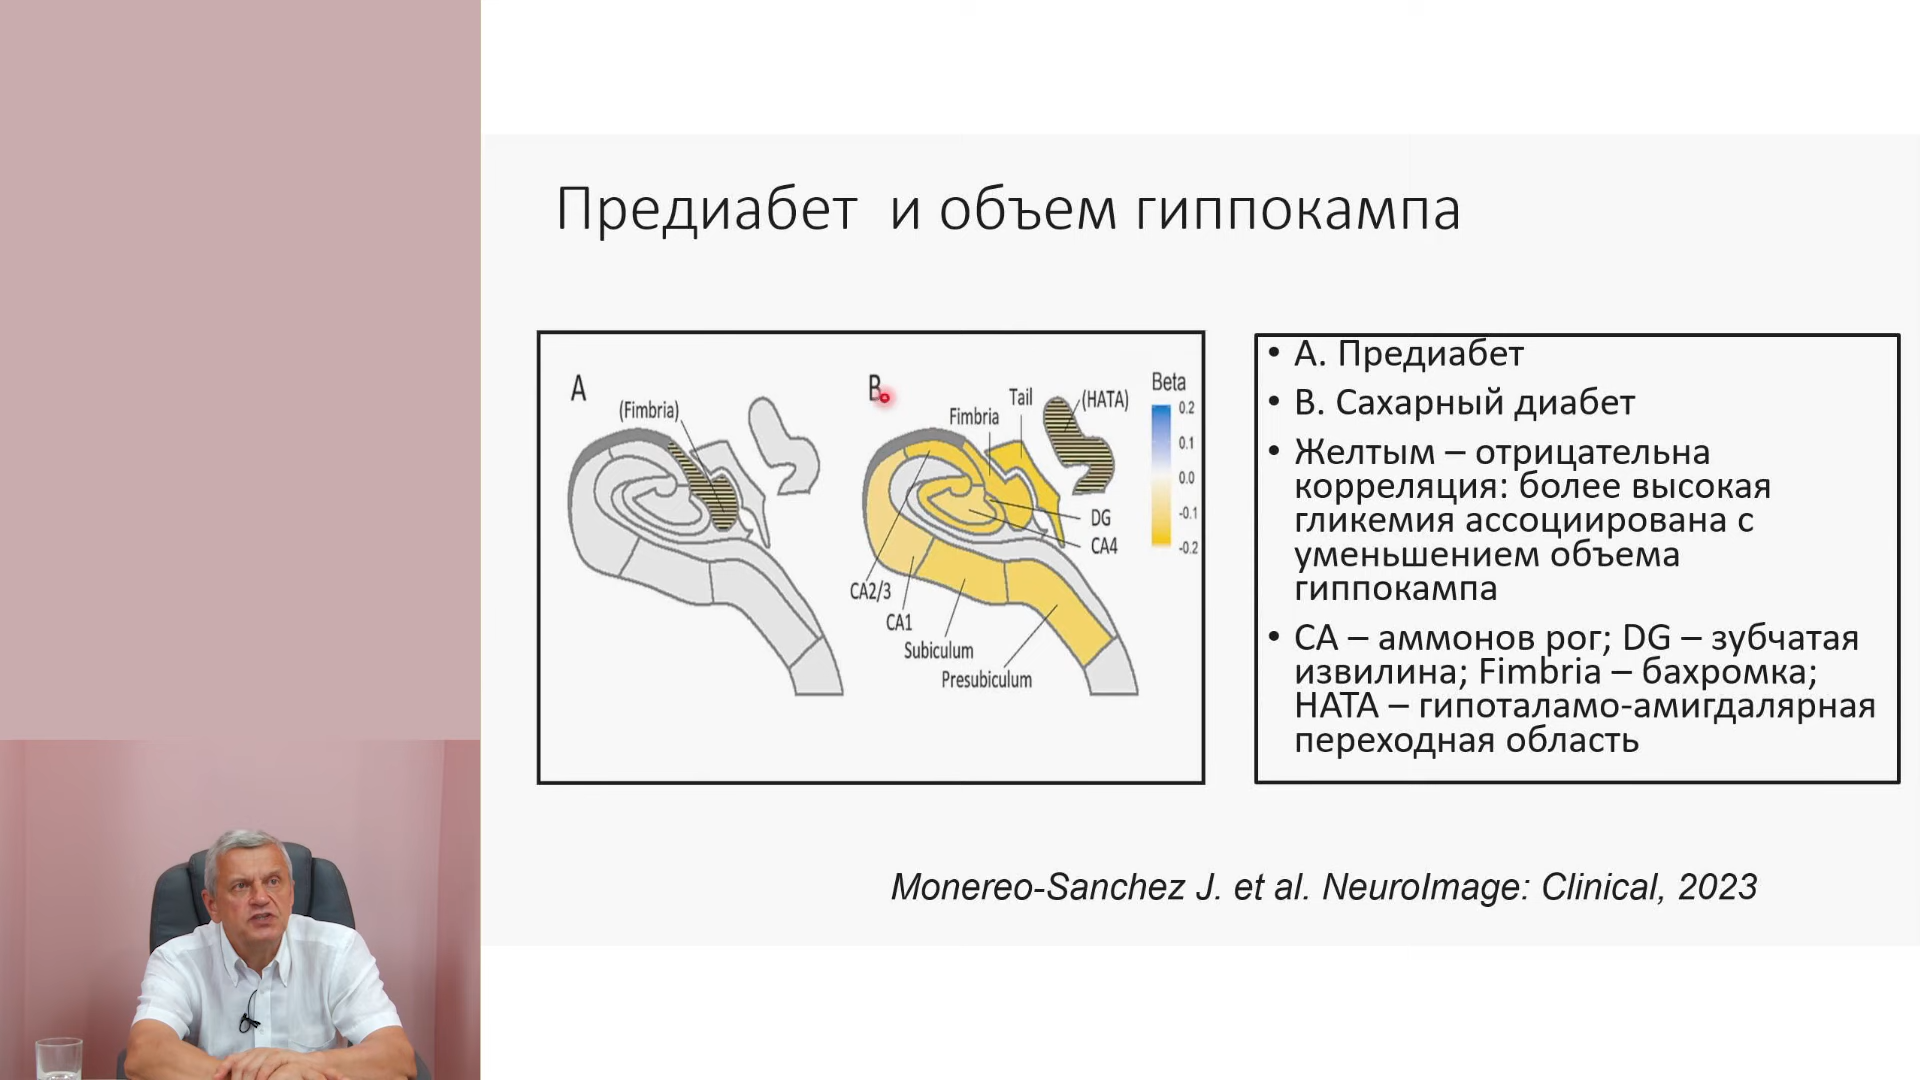 Предиабет и объем гиппокампа
A
(Fimbria)
B
Fimbria
Tail
(HATA)
Beta
0.2
0.1
0.0
-0.1
-0.2
DG
CA4
CA2/3
CA1
Subiculum
Presubiculum
• А. Предиабет
• В. Сахарный диабет
• Желтым – отрицательна
корреляция: более высокая
гликемия ассоциирована с
уменьшением объема
гиппокампа
• СА – аммонов рог; DG – зубчатая
извилина; Fimbria – бахромка;
НАТА – гипоталамо-амигдалярная
переходная область
Monereo-Sanchez J. et al. NeuroImage: Clinical, 2023